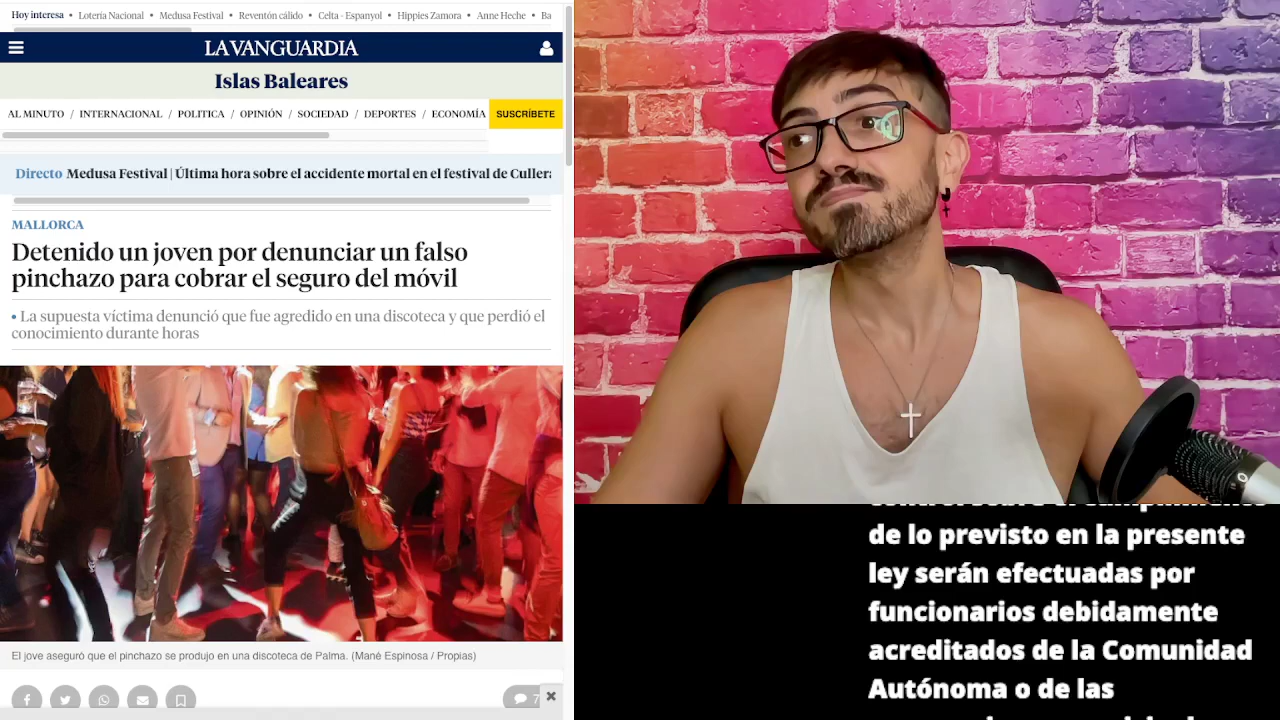 Hoy interesa • Lotería Nacional • Medusa Festival • Reventón cálido • Celta - Espanyol • Hippies Zamora • Anne Heche • Ba
LAVANGUARDIA
Islas Baleares
AL MINUTO / INTERNACIONAL / POLITICA / OPINIÓN / SOCIEDAD / DEPORTES / ECONOMÍA
SUSCRÍBETE
Directo Medusa Festival | Última hora sobre el accidente mortal en el festival de Culler
MALLORCA
Detenido un joven por denunciar un falso
pinchazo para cobrar el seguro del móvil
• La supuesta víctima denunció que fue agredido en una discoteca y que perdió el
conocimiento durante horas
El jove aseguró que el pinchazo se produjo en una discoteca de Palma. (Mané Espinosa / Propias)
7
de lo previsto en la presente
ley serán efectuadas por
funcionarios debidamente
acreditados de la Comunidad
Autónoma o de las